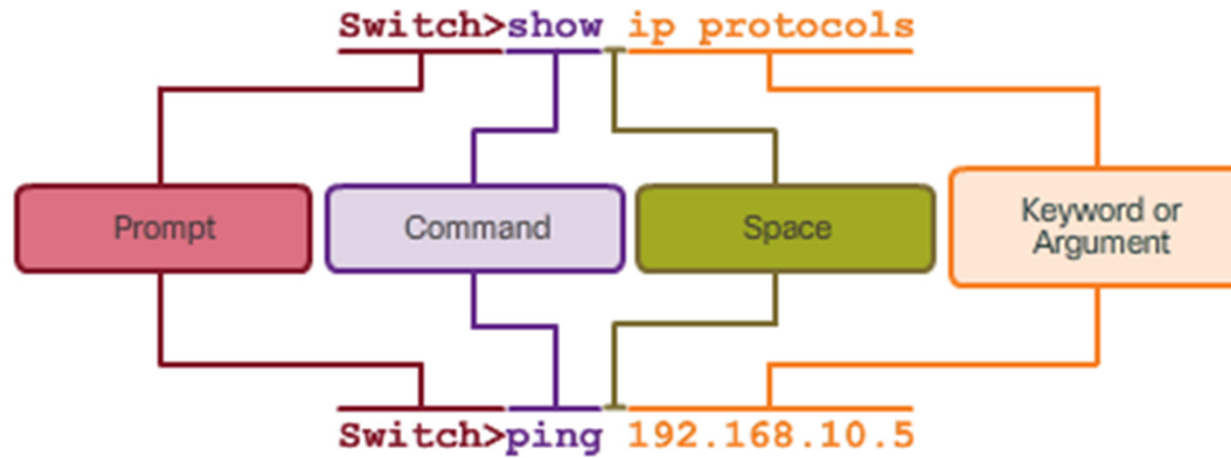 Switch>show ip protocols
Prompt
Command
Space
Keyword or
Argument
Switch>ping 192.168.10.5